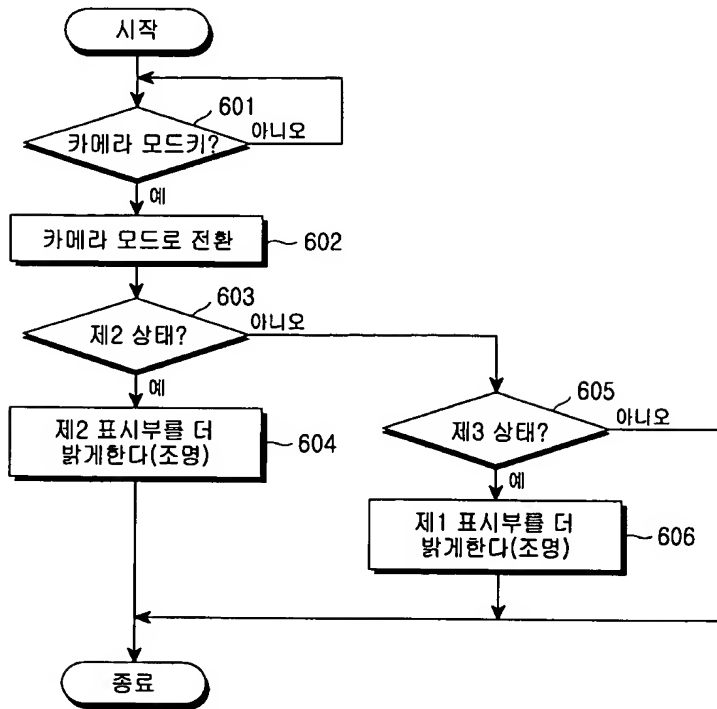 시작
601
카메라 모드키?
아니오
예
카메라 모드로 전환
602
603
제2 상태?
아니오
예
605
제3 상태?
아니오
예
제2 표시부를 더
밝게한다(조명)
604
제1 표시부를 더
밝게한다(조명)
606
종료